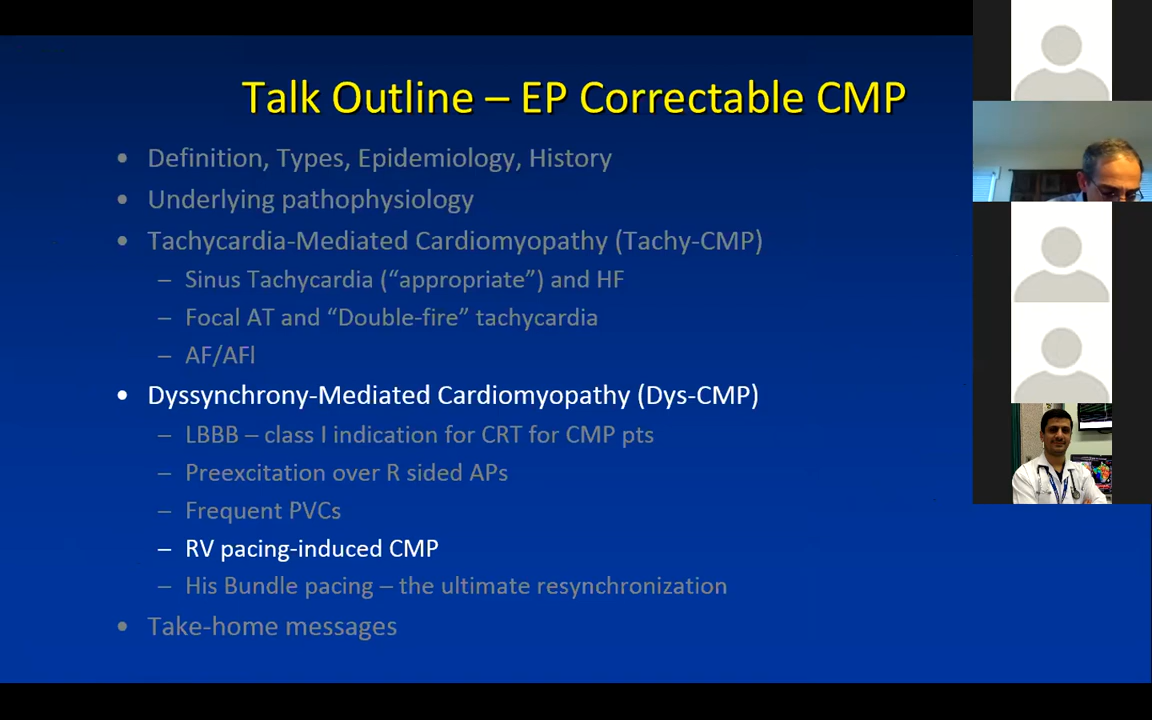 Talk Outline – EP Correctable CMP
• Definition, Types, Epidemiology, History
• Underlying pathophysiology
• Tachycardia-Mediated Cardiomyopathy (Tachy-CMP)
– Sinus Tachycardia (“appropriate”) and HF
– Focal AT and “Double-fire” tachycardia
– AF/AFl
• Dyssynchrony-Mediated Cardiomyopathy (Dys-CMP)
– LBBB – class I indication for CRT for CMP pts
– Preexcitation over R sided APs
– Frequent PVCs
– RV pacing-induced CMP
– His Bundle pacing – the ultimate resynchronization
• Take-home messages